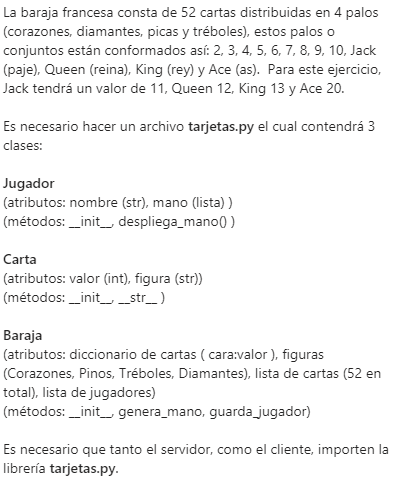 La baraja francesa consta de 52 cartas distribuidas en 4 palos
(corazones, diamantes, picas y tréboles), estos palos o
conjuntos están conformados así: 2, 3, 4, 5, 6, 7, 8, 9, 10, Jack
(paje), Queen (reina), King (rey) y Ace (as).  Para este ejercicio,
Jack tendrá un valor de 11, Queen 12, King 13 y Ace 20.
Es necesario hacer un archivo tarjetas.py el cual contendrá 3
clases:
Jugador
(atributos: nombre (str), mano (lista) )
(métodos: __init__, despliega_mano() )
Carta
(atributos: valor (int), figura (str))
(métodos: __init__, __str__ )
Baraja
(atributos: diccionario de cartas ( cara:valor ), figuras
(Corazones, Pinos, Tréboles, Diamantes), lista de cartas (52 en
total), lista de jugadores)
(métodos: __init__, genera_mano, guarda_jugador)
Es necesario que tanto el servidor, como el cliente, importen la
librería tarjetas.py.